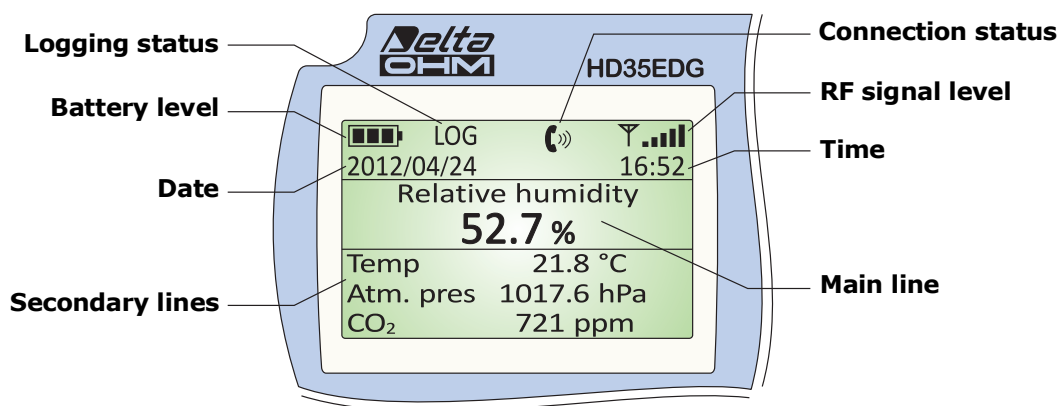 Logging status
Connection status
Delta
OHM
HD35EDG
Battery level
RF signal level
LOG
2012/04/24
16:52
Time
Date
Relative humidity
52.7 %
Temp 21.8 °C
Main line
Secondary lines
Atm. pres 1017.6 hPa
CO₂ 721 ppm